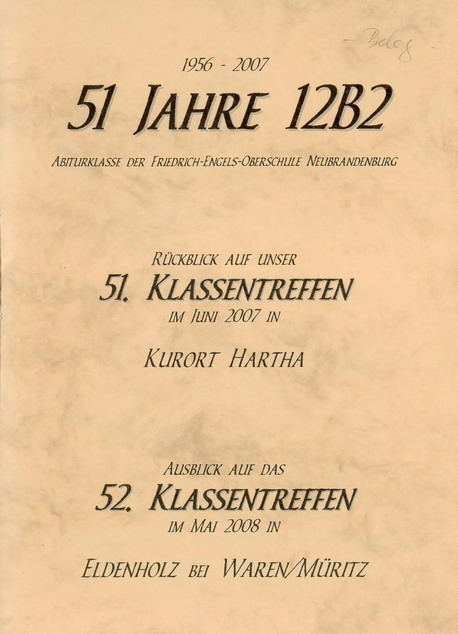 - Beleg -
1956 - 2007
51 Jahre 12B2
Abiturklasse der Friedrich-Engels-Oberschule Neubrandenburg
Rückblick auf unser
51. Klassentreffen
im Juni 2007 in
Kurort Hartha
Ausblick auf das
52. Klassentreffen
im Mai 2008 in
Eldenholz bei Waren/Müritz